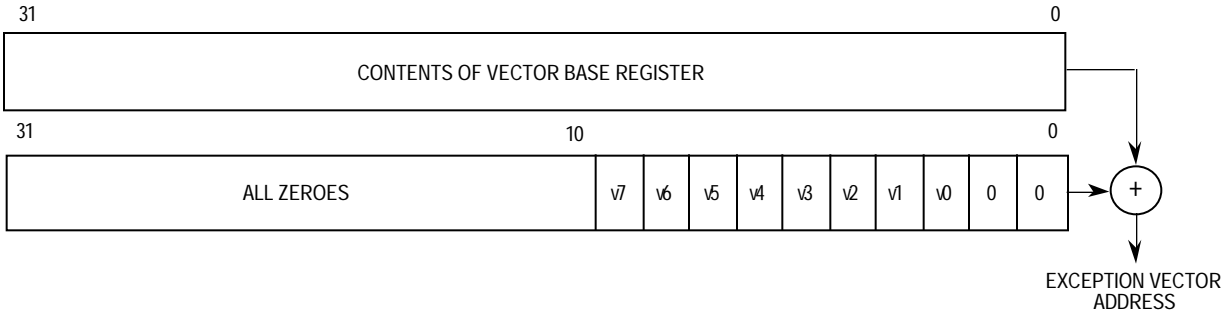 31 0
CONTENTS OF VECTOR BASE REGISTER
31 10 0
ALL ZEROES v7 v6 v5 v4 v3 v2 v1 v0 0 0 +
EXCEPTION VECTOR
ADDRESS